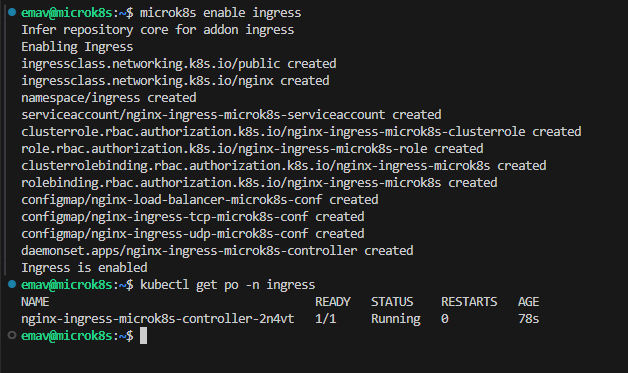 emav@microk8s:~$ microk8s enable ingress
Infer repository core for addon ingress
Enabling Ingress
ingressclass.networking.k8s.io/public created
ingressclass.networking.k8s.io/nginx created
namespace/ingress created
serviceaccount/nginx-ingress-microk8s-serviceaccount created
clusterrole.rbac.authorization.k8s.io/nginx-ingress-microk8s-clusterrole created
role.rbac.authorization.k8s.io/nginx-ingress-microk8s-role created
clusterrolebinding.rbac.authorization.k8s.io/nginx-ingress-microk8s created
rolebinding.rbac.authorization.k8s.io/nginx-ingress-microk8s created
configmap/nginx-load-balancer-microk8s-conf created
configmap/nginx-ingress-tcp-microk8s-conf created
configmap/nginx-ingress-udp-microk8s-conf created
daemonset.apps/nginx-ingress-microk8s-controller created
Ingress is enabled
emav@microk8s:~$ kubectl get po -n ingress
NAME READY STATUS RESTARTS AGE
nginx-ingress-microk8s-controller-2n4vt 1/1 Running 0 78s
emav@microk8s:~$